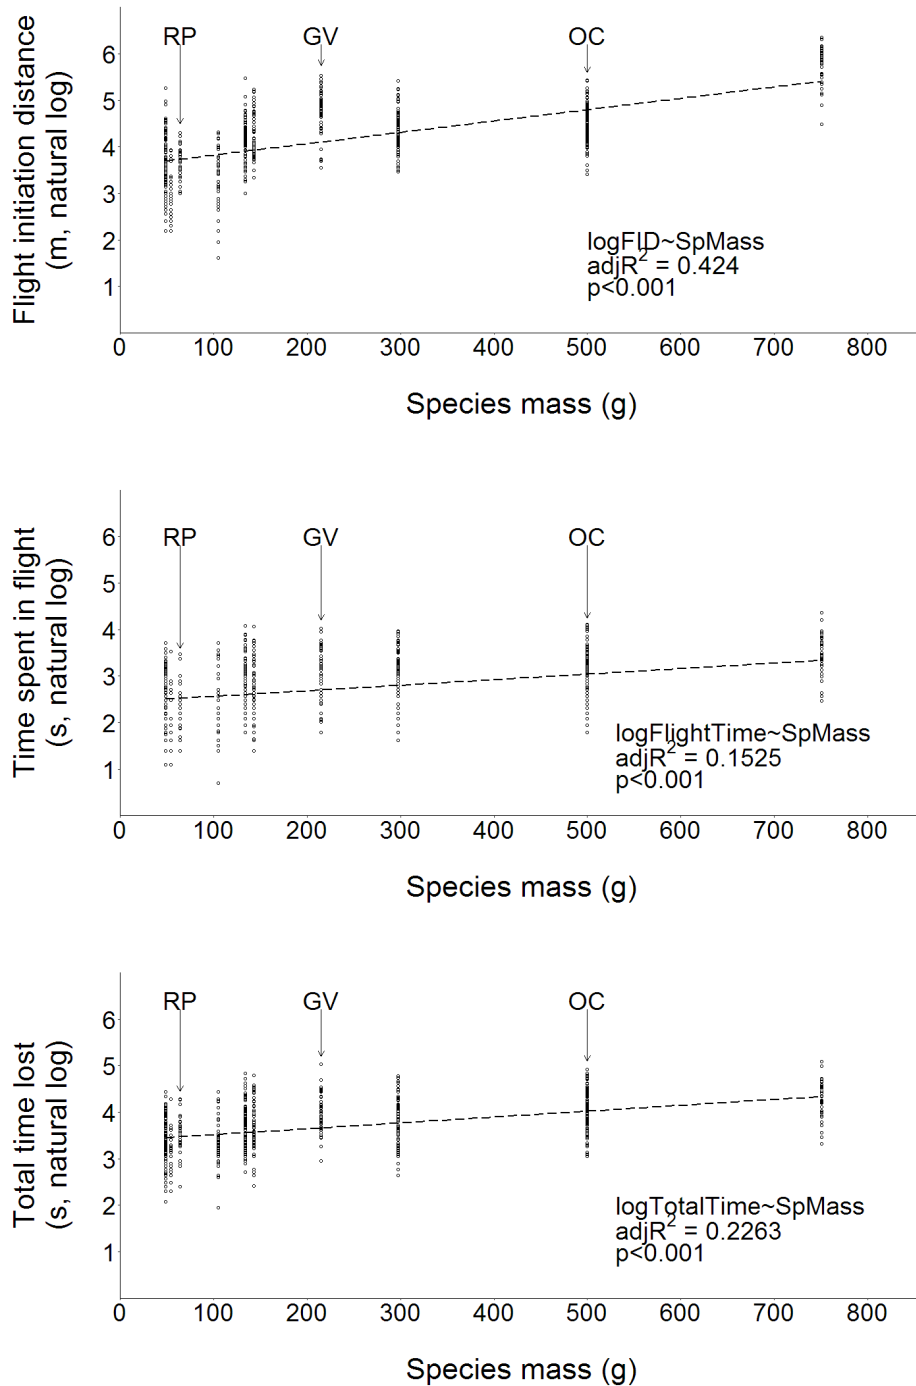 Flight initiation distance
(m, natural log)
6
5
4
3
2
1
RP
GV
OC
logFID~SpMass
adjR² = 0.424
p<0.001
0 100 200 300 400 500 600 700 800
Species mass (g)
Time spent in flight
(s, natural log)
6
5
4
3
2
1
RP
GV
OC
logFlightTime~SpMass
adjR² = 0.1525
p<0.001
0 100 200 300 400 500 600 700 800
Species mass (g)
Total time lost
(s, natural log)
6
5
4
3
2
1
RP
GV
OC
logTotalTime~SpMass
adjR² = 0.2263
p<0.001
0 100 200 300 400 500 600 700 800
Species mass (g)